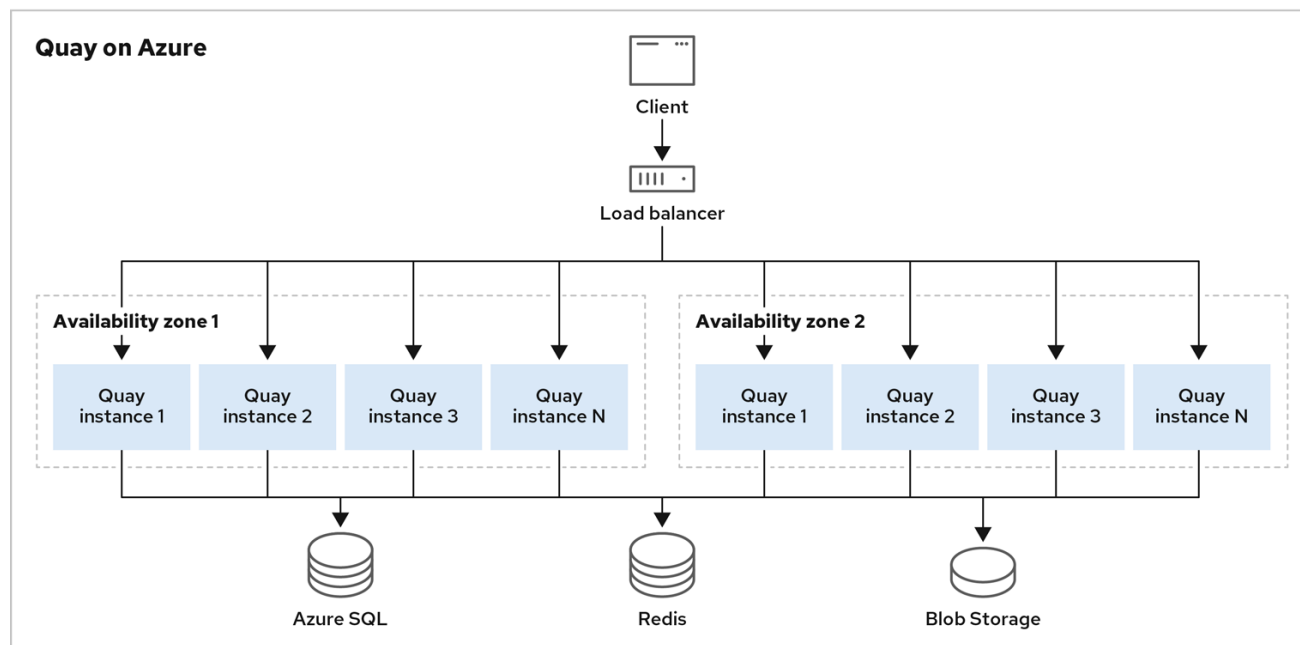 Quay on Azure
Client
Load balancer
Availability zone 1
Quay
instance 1
Quay
instance 2
Quay
instance 3
Quay
instance N
Availability zone 2
Quay
instance 1
Quay
instance 2
Quay
instance 3
Quay
instance N
Azure SQL
Redis
Blob Storage